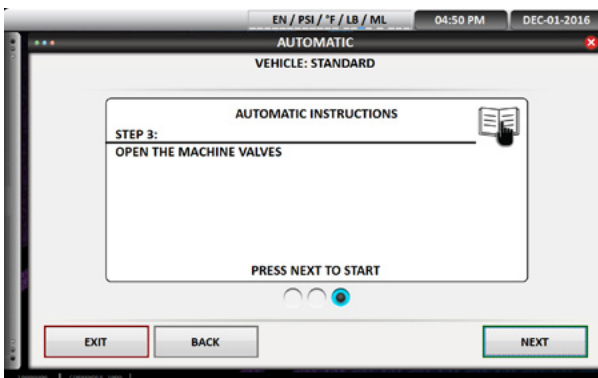 EN / PSI / °F / LB / ML 04:50 PM DEC-01-2016
AUTOMATIC
VEHICLE: STANDARD
AUTOMATIC INSTRUCTIONS
STEP 3:
OPEN THE MACHINE VALVES
PRESS NEXT TO START
EXIT BACK NEXT